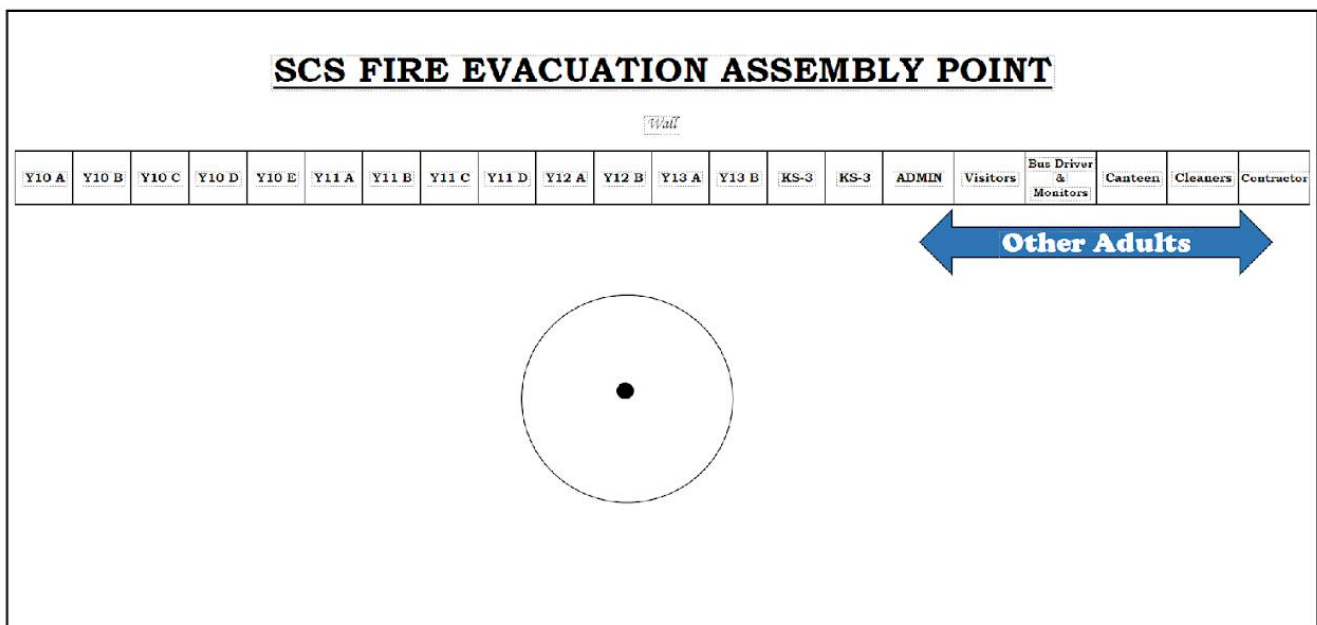 SCS FIRE EVACUATION ASSEMBLY POINT
Wall
Y10 A Y10 B Y10 C Y10 D Y10 E Y11 A Y11 B Y11 C Y11 D Y12 A Y12 B Y13 A Y13 B KS-3 KS-3 ADMIN Visitors Bus Driver & Monitors Canteen Cleaners Contractor
Other Adults